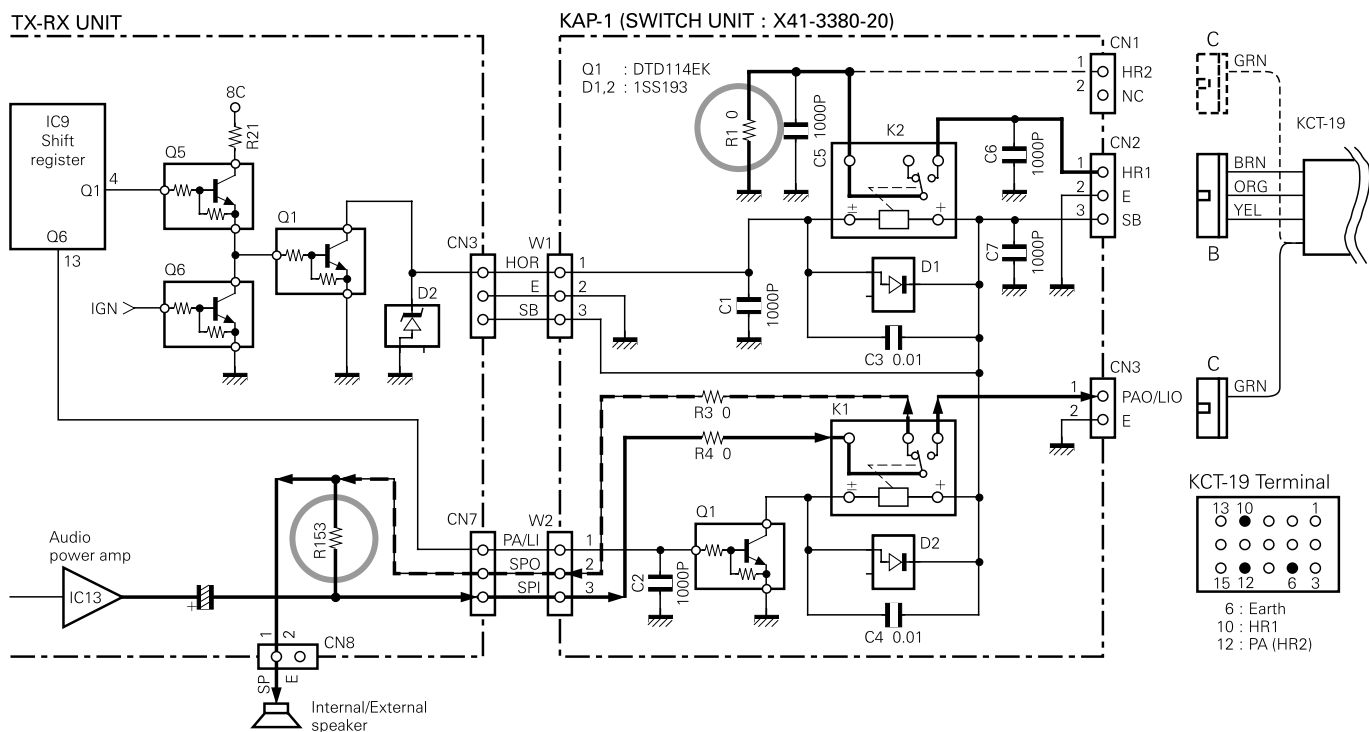 TX-RX UNIT
KAP-1 (SWITCH UNIT : X41-3380-20)
Q1 : DTD114EK
D1,2 : 1SS193
IC9
Shift
register
Q1
4
Q6
13
8C
R21
Q5
Q1
Q6
IGN
D2
CN3
W1
HOR
1
E
2
SB
3
R1 0
C5 1000P
K2
±
+
C6
1000P
C7
1000P
CN1
1
HR2
2
NC
CN2
1
HR1
2
E
3
SB
C
GRN
KCT-19
BRN
ORG
YEL
B
C1
1000P
D1
C3 0.01
R3 0
R4 0
K1
±
+
CN3
1
PAO/LIO
2
E
C
GRN
Audio
power amp
IC13
+
R153
CN7
W2
PA/LI
1
SPO
2
SPI
3
C2
1000P
Q1
D2
C4 0.01
1
2
CN8
SP
E
Internal/External
speaker
KCT-19 Terminal
13 10 1
15 12 6 3
6 : Earth
10 : HR1
12 : PA (HR2)